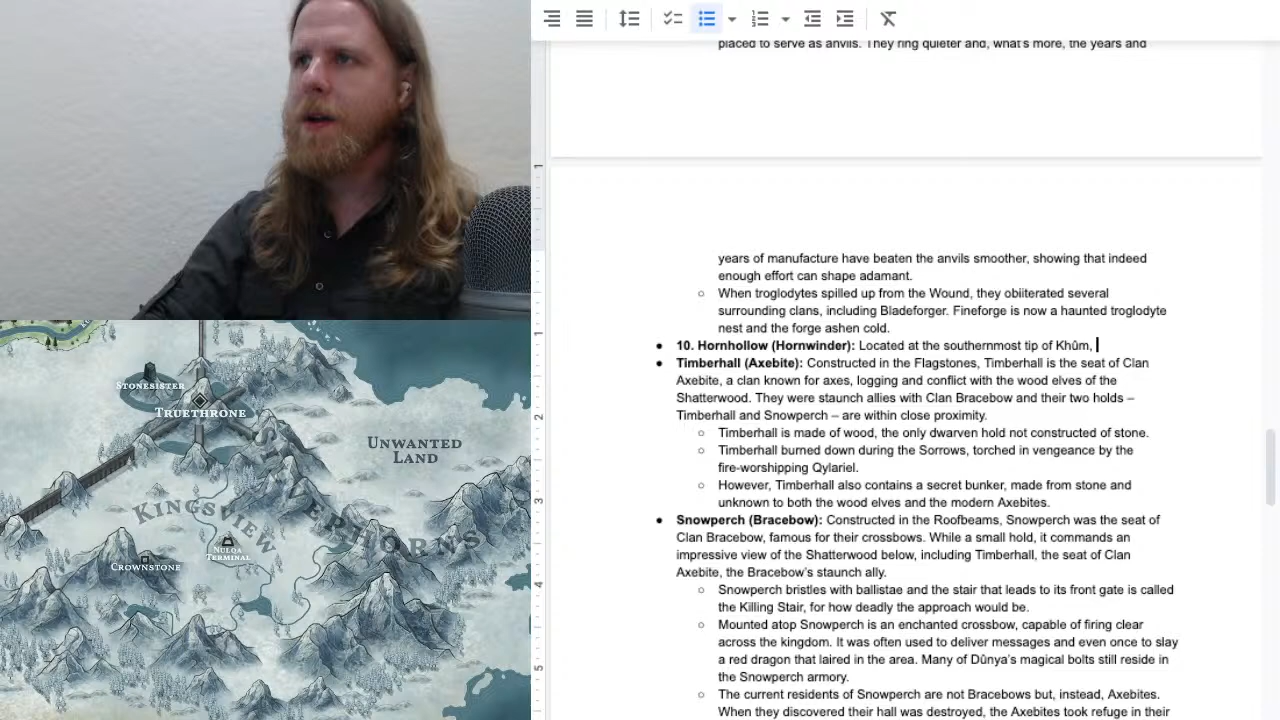 placed to serve as anvils. They ring quieter and, what's more, the years and
years of manufacture have beaten the anvils smoother, showing that indeed
enough effort can shape adamant.
○ When troglodytes spilled up from the Wound, they obliterated several
surrounding clans, including Bladeforger. Fineforge is now a haunted troglodyte
nest and the forge ashen cold.
● 10. Hornhollow (Hornwinder): Located at the southernmost tip of Khûm,
● Timberhall (Axebite): Constructed in the Flagstones, Timberhall is the seat of Clan
Axebite, a clan known for axes, logging and conflict with the wood elves of the
Shatterwood. They were staunch allies with Clan Bracebow and their two holds –
Timberhall and Snowperch – are within close proximity.
○ Timberhall is made of wood, the only dwarven hold not constructed of stone.
○ Timberhall burned down during the Sorrows, torched in vengeance by the
fire-worshipping Qylariel.
○ However, Timberhall also contains a secret bunker, made from stone and
unknown to both the wood elves and the modern Axebites.
● Snowperch (Bracebow): Constructed in the Roofbeams, Snowperch was the seat of
Clan Bracebow, famous for their crossbows. While a small hold, it commands an
impressive view of the Shatterwood below, including Timberhall, the seat of Clan
Axebite, the Bracebow's staunch ally.
○ Snowperch bristles with ballistae and the stair that leads to its front gate is called
the Killing Stair, for how deadly the approach would be.
○ Mounted atop Snowperch is an enchanted crossbow, capable of firing clear
across the kingdom. It was often used to deliver messages and even once to slay
a red dragon that laired in the area. Many of Dûnya's magical bolts still reside in
the Snowperch armory.
○ The current residents of Snowperch are not Bracebows but, instead, Axebites.
When they discovered their hall was destroyed, the Axebites took refuge in their
1
1
2
3
4
5
Stonesister
Truethrone
Unwanted
Land
Kingsview
Nulqa
Terminal
Crownstone